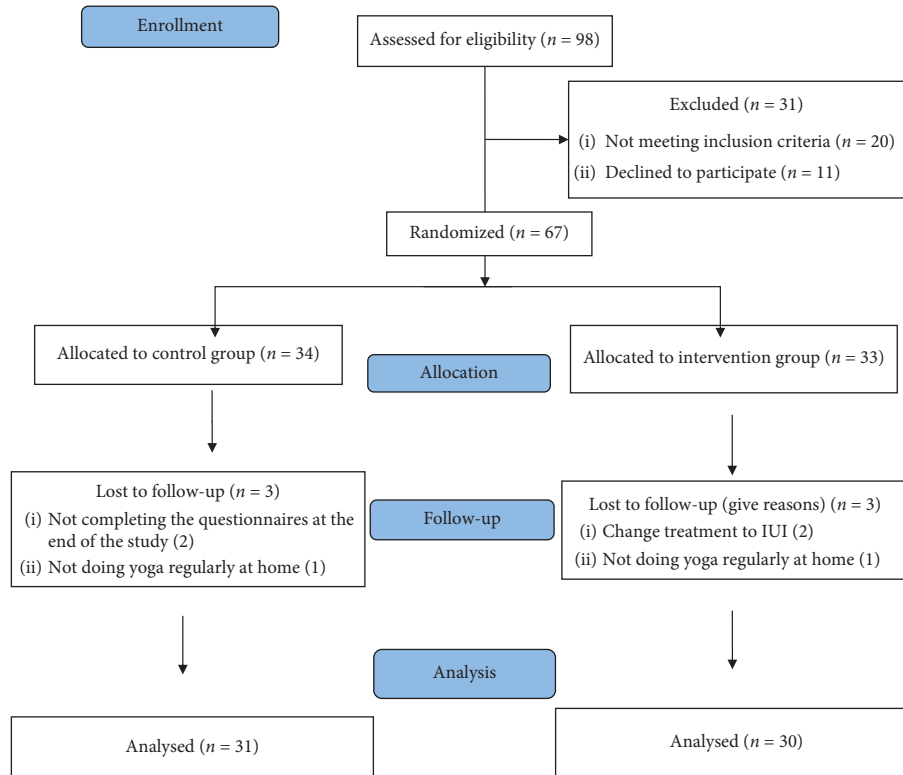 Enrollment
Assessed for eligibility (n = 98)
Excluded (n = 31)
(i) Not meeting inclusion criteria (n = 20)
(ii) Declined to participate (n = 11)
Randomized (n = 67)
Allocated to control group (n = 34)
Allocation
Allocated to intervention group (n = 33)
Lost to follow-up (n = 3)
(i) Not completing the questionnaires at the
end of the study (2)
(ii) Not doing yoga regularly at home (1)
Follow-up
Lost to follow-up (give reasons) (n = 3)
(i) Change treatment to IUI (2)
(ii) Not doing yoga regularly at home (1)
Analysis
Analysed (n = 31)
Analysed (n = 30)